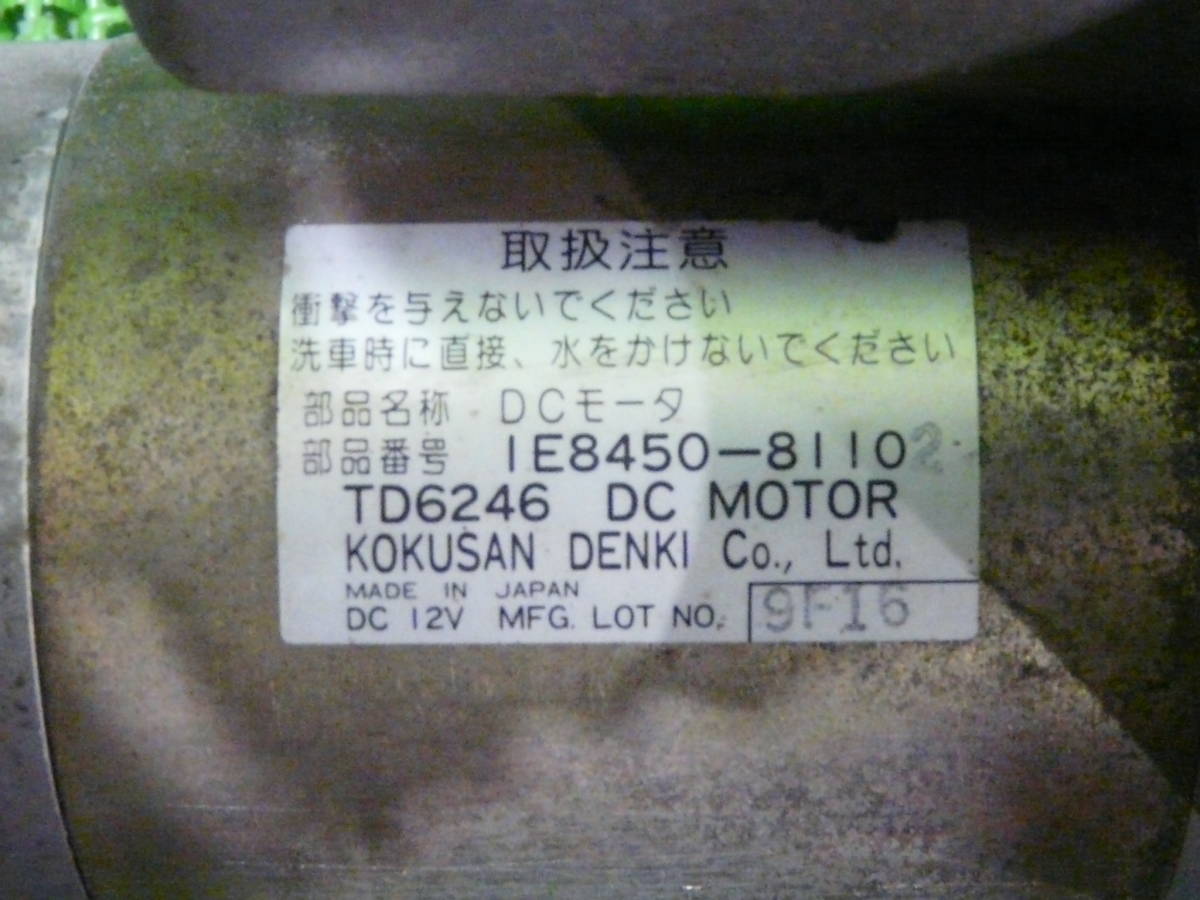 取扱注意
衝撃を与えないでください
洗車時に直接、水をかけないでください
部品名称 DCモータ
部品番号 1E8450-81102
TD6246 DC MOTOR
KOKUSAN DENKI Co., Ltd.
MADE IN JAPAN
DC 12V MFG. LOT NO. 9F16